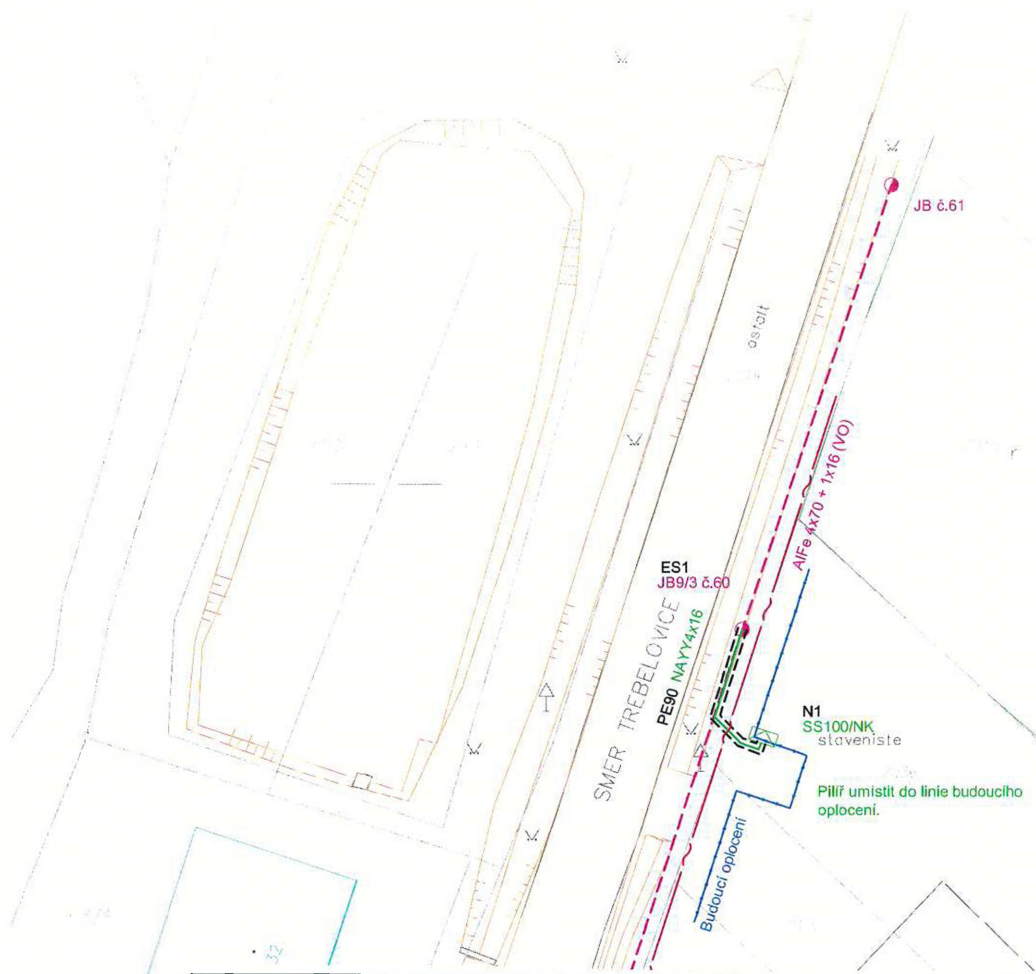 JB č.61
asfalt
AlFe 4x70 + 1x16 (VO)
ES1
JB9/3 č.60
PE90 NAYY4x16
SMER TREBELOVICE
N1
SS100/NK
staveniste
Pilíř umístit do linie budoucího
oplocení.
Budoucí oplocení
32